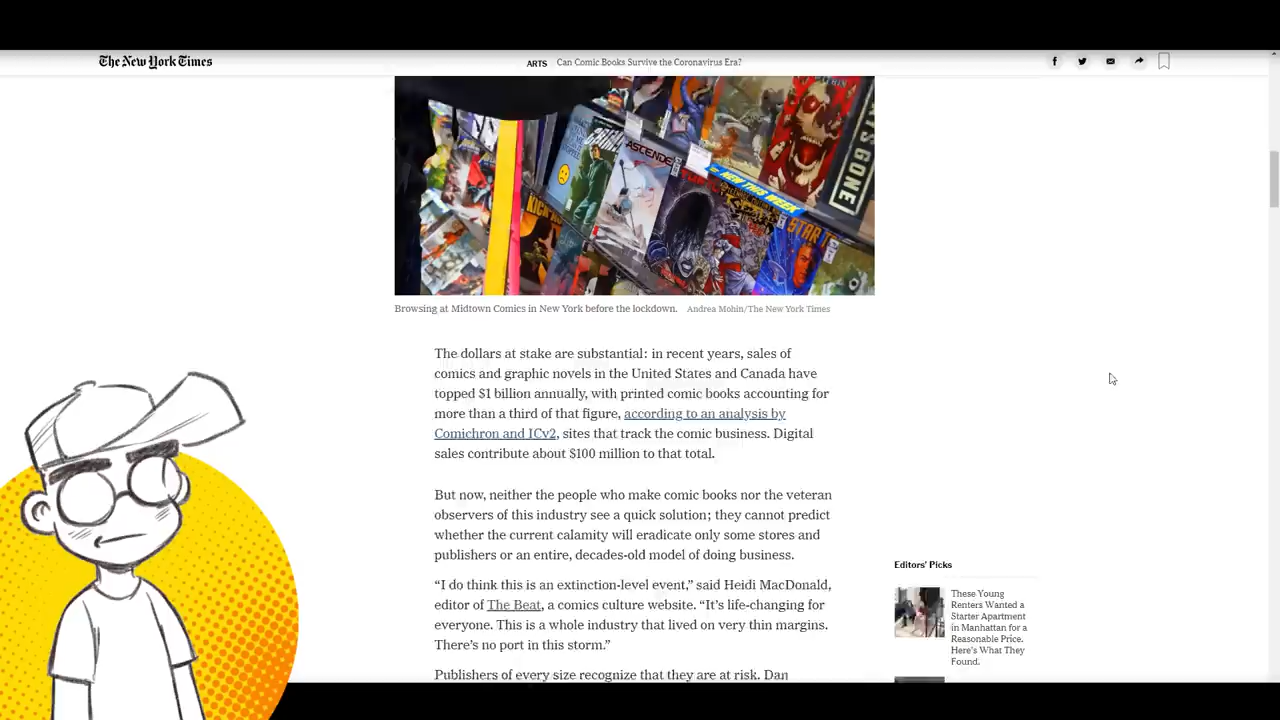 The New York Times
ARTS Can Comic Books Survive the Coronavirus Era?
ASCENDE
NEW THIS WEEK
KICK
STAR T
TS GONE
Browsing at Midtown Comics in New York before the lockdown. Andrea Mohin/The New York Times
The dollars at stake are substantial: in recent years, sales of
comics and graphic novels in the United States and Canada have
topped $1 billion annually, with printed comic books accounting for
more than a third of that figure, according to an analysis by
Comichron and ICv2, sites that track the comic business. Digital
sales contribute about $100 million to that total.
But now, neither the people who make comic books nor the veteran
observers of this industry see a quick solution; they cannot predict
whether the current calamity will eradicate only some stores and
publishers or an entire, decades-old model of doing business.
“I do think this is an extinction-level event,” said Heidi MacDonald,
editor of The Beat, a comics culture website. “It’s life-changing for
everyone. This is a whole industry that lived on very thin margins.
There’s no port in this storm.”
Publishers of every size recognize that they are at risk. Dan
Editors’ Picks
These Young
Renters Wanted a
Starter Apartment
in Manhattan for a
Reasonable Price.
Here’s What They
Found.